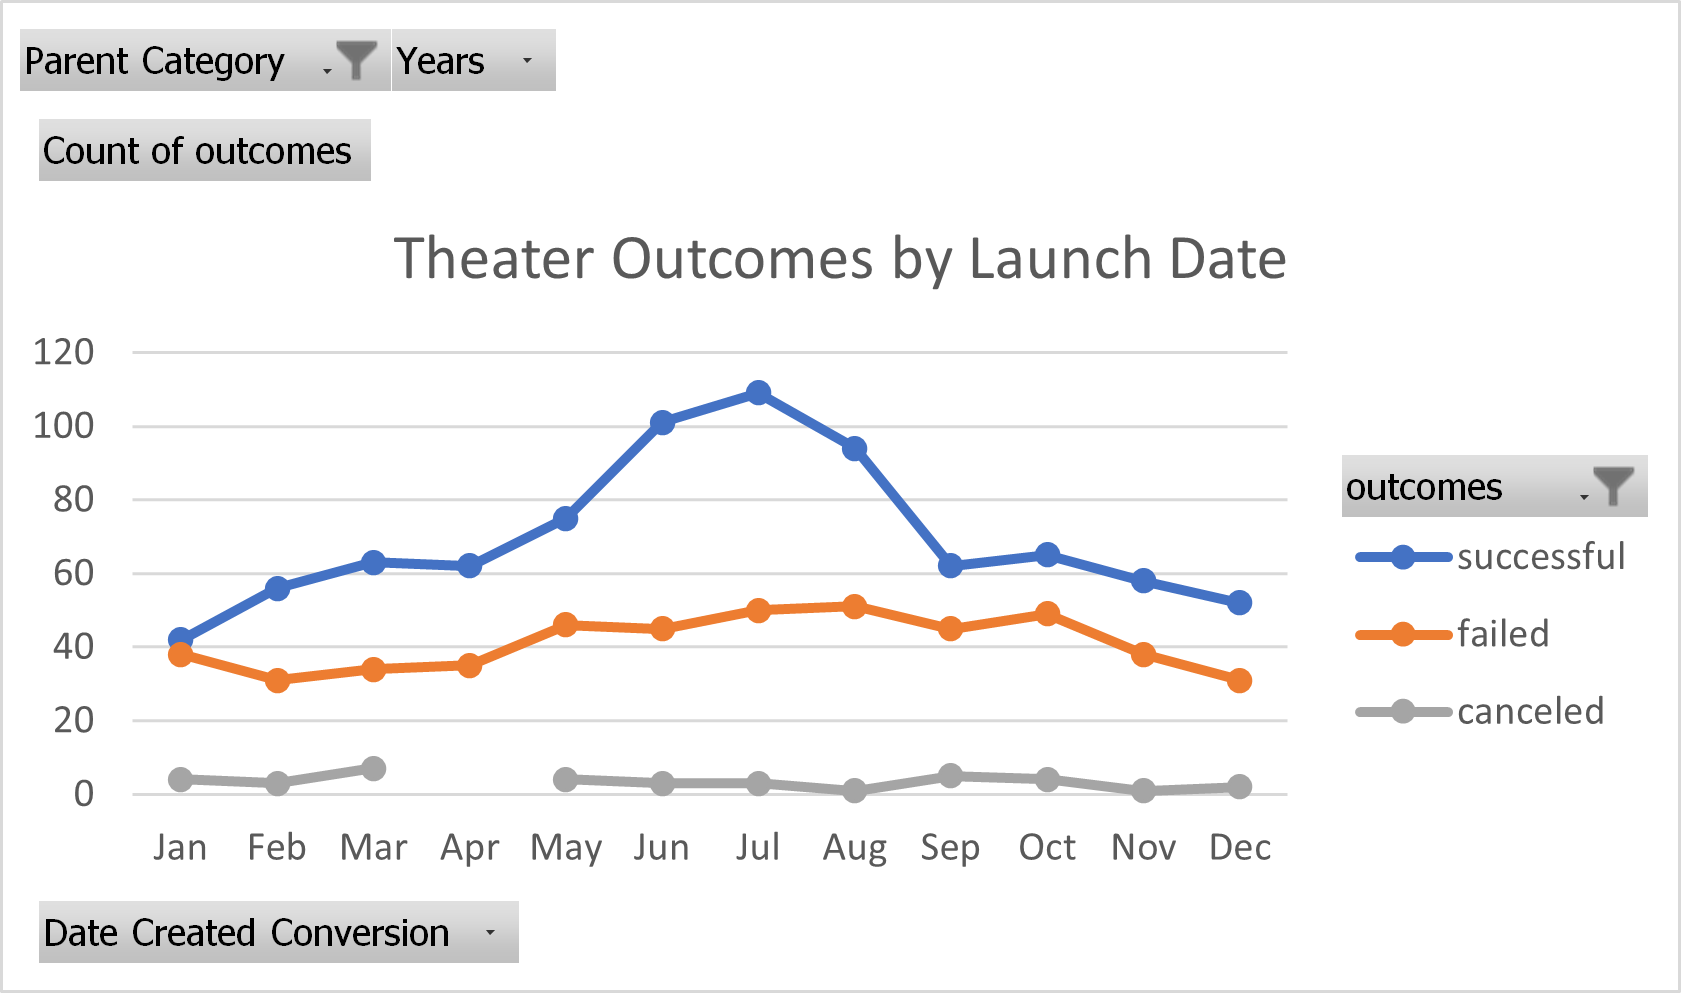 Parent Category Years
Count of outcomes
Theater Outcomes by Launch Date
120
100
80
60
40
20
0
Jan Feb Mar Apr May Jun Jul Aug Sep Oct Nov Dec
outcomes
successful
failed
canceled
Date Created Conversion